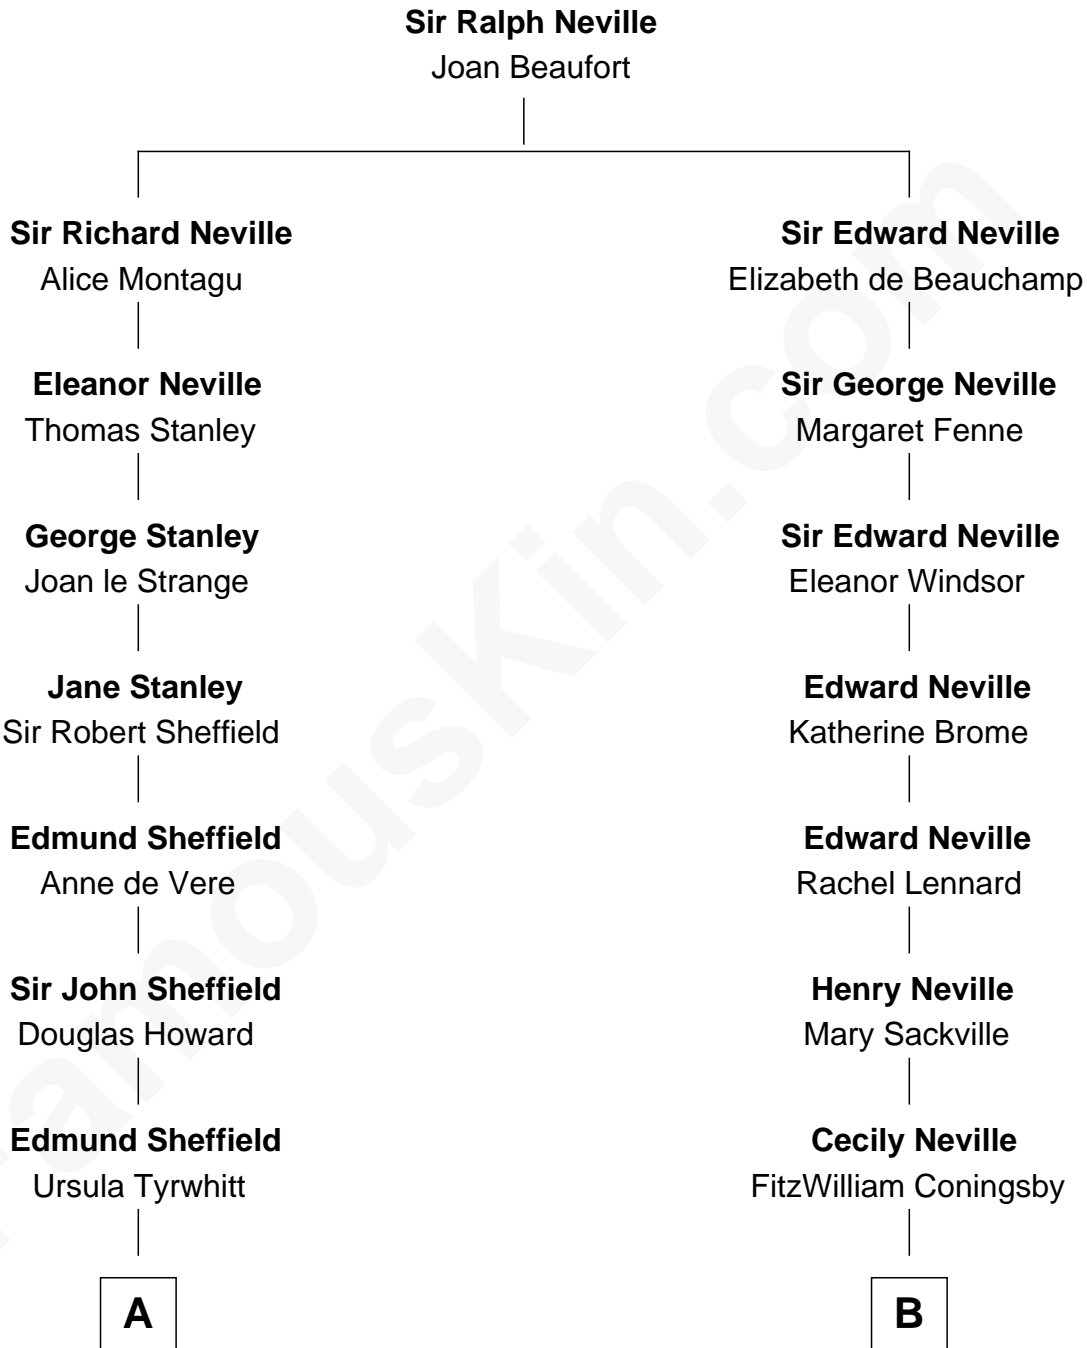 Sir Ralph Neville
Joan Beaufort
Sir Richard Neville
Alice Montagu
Sir Edward Neville
Elizabeth de Beauchamp
Eleanor Neville
Thomas Stanley
Sir George Neville
Margaret Fenne
George Stanley
Joan le Strange
Sir Edward Neville
Eleanor Windsor
Jane Stanley
Sir Robert Sheffield
Edward Neville
Katherine Brome
Edmund Sheffield
Anne de Vere
Edward Neville
Rachel Lennard
Sir John Sheffield
Douglas Howard
Henry Neville
Mary Sackville
Edmund Sheffield
Ursula Tyrwhitt
Cecily Neville
FitzWilliam Coningsby
A
B
FamousKin.com